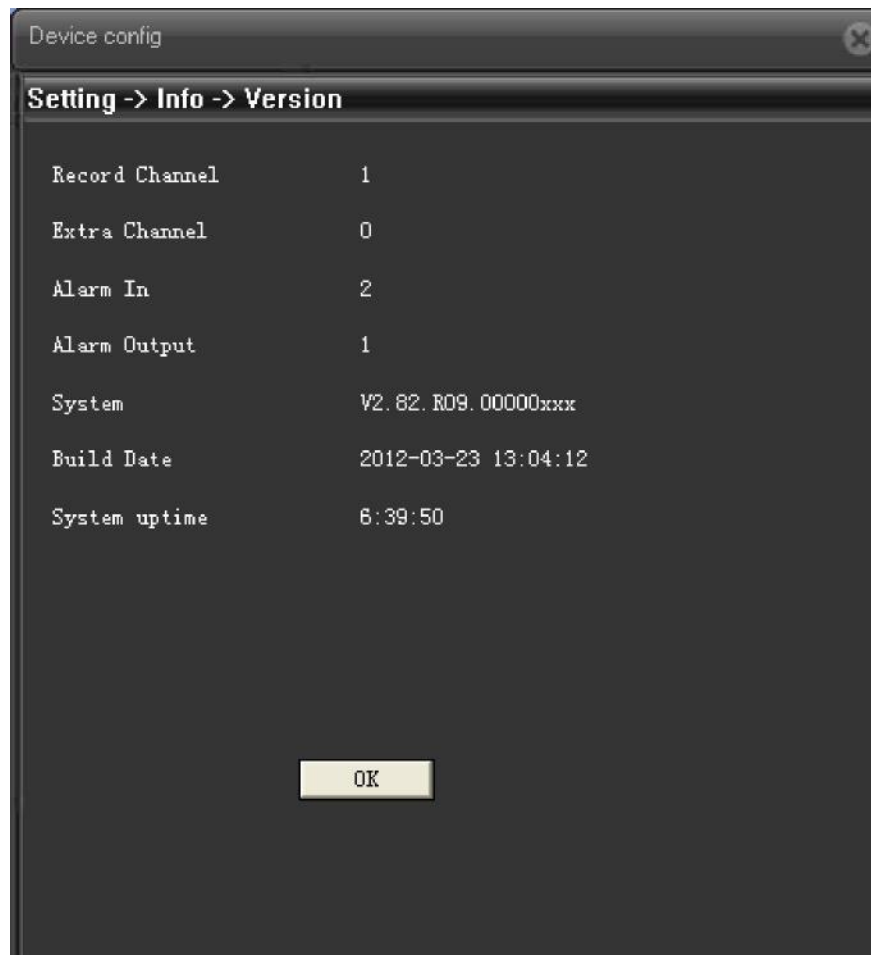 Device config
Setting -> Info -> Version
Record Channel 1
Extra Channel 0
Alarm In 2
Alarm Output 1
System V2.82.R09.00000xxx
Build Date 2012-03-23 13:04:12
System uptime 6:39:50
OK